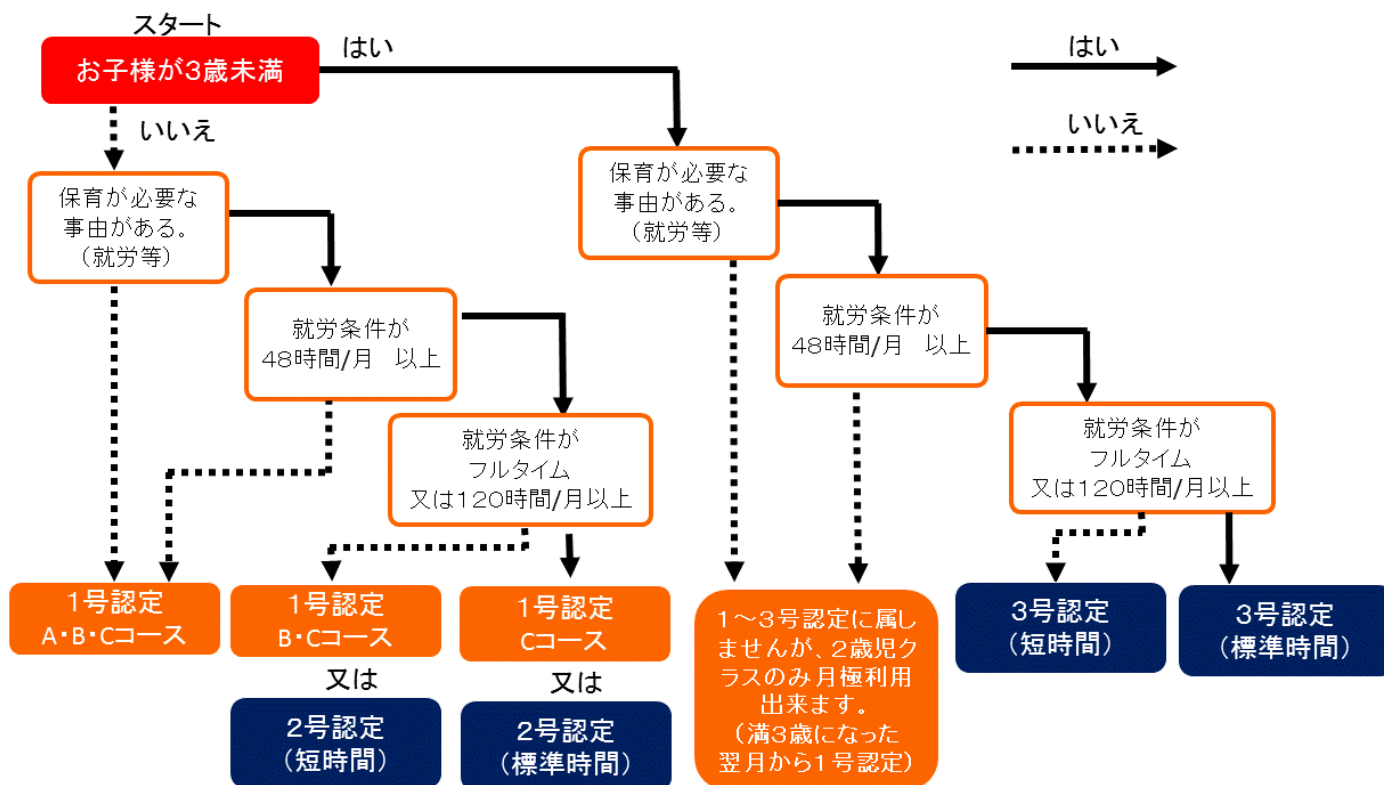 スタート
お子様が3歳未満
はい
いいえ
はい
いいえ
保育が必要な
事由がある。
（就労等）
就労条件が
48時間/月　以上
就労条件が
フルタイム
又は120時間/月以上
保育が必要な
事由がある。
（就労等）
就労条件が
48時間/月　以上
就労条件が
フルタイム
又は120時間/月以上
1号認定
A・B・Cコース
1号認定
B・Cコース
又は
2号認定
（短時間）
1号認定
Cコース
又は
2号認定
（標準時間）
1～3号認定に属し
ませんが、2歳児ク
ラスのみ月極利用
出来ます。
（満3歳になった
翌月から1号認定）
3号認定
（短時間）
3号認定
（標準時間）